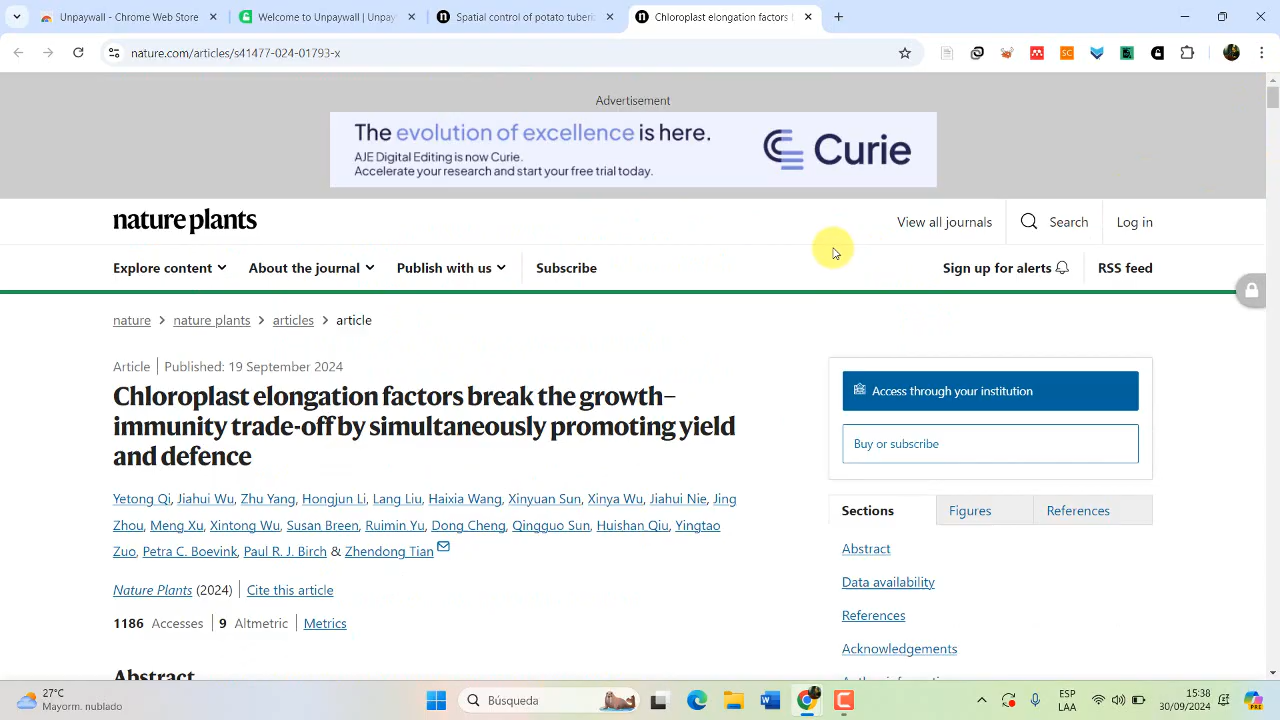 Unpaywall - Chrome Web Store
Welcome to Unpaywall | AJE
Spatial control of potato tuberi
Chloroplast elongation factors
nature.com/articles/s41477-024-01793-x
SC
Advertisement
The evolution of excellence is here.
AJE Digital Editing is now Curie.
Accelerate your research and start your free trial today.
Curie
nature plants
View all journals
Search
Log in
Explore content
About the journal
Publish with us
Subscribe
Sign up for alerts
RSS feed
nature > nature plants > articles > article
Article | Published: 19 September 2024
Chloroplast elongation factors break the growth–
immunity trade-off by simultaneously promoting yield
and defence
Yetong Qi, Jiahui Wu, Zhu Yang, Hongjun Li, Lang Liu, Haixia Wang, Xinyuan Sun, Xinya Wu, Jiahui Nie, Jing
Zhou, Meng Xu, Xintong Wu, Susan Breen, Ruimin Yu, Dong Cheng, Qingguo Sun, Huishan Qiu, Yingtao
Zuo, Petra C. Boevink, Paul R. J. Birch & Zhendong Tian
Nature Plants (2024) | Cite this article
1186 Accesses | 9 Altmetric | Metrics
Abstract
Access through your institution
Buy or subscribe
Sections
Figures
References
Abstract
Data availability
References
Acknowledgements
27°C
Mayorm. nublado
Búsqueda
ESP
LAA
15:38
30/09/2024